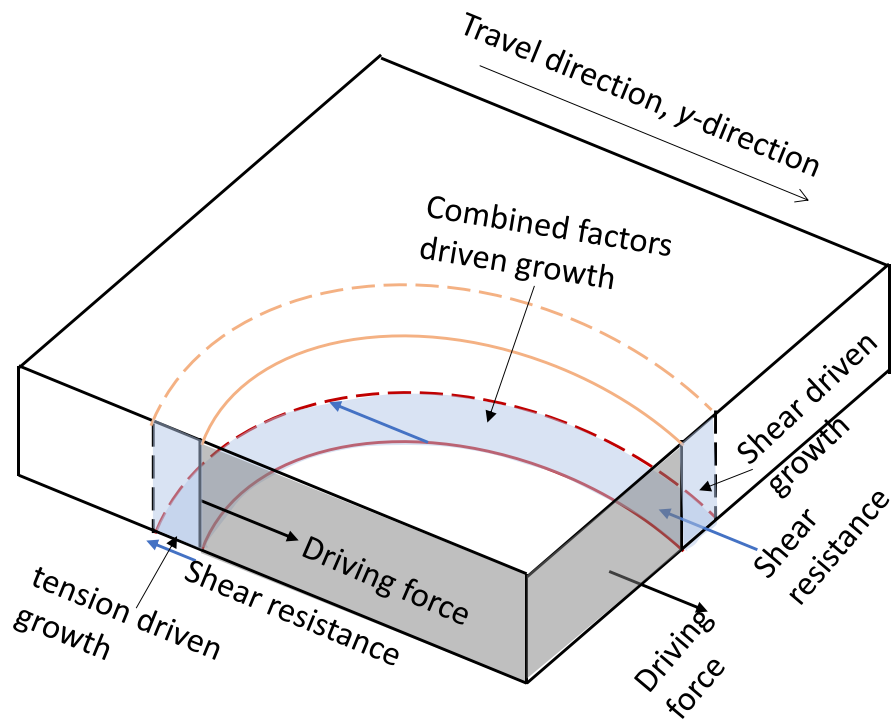 Travel direction, y-direction
Combined factors
driven growth
Shear driven
growth
Shear
resistance
Driving force
Shear resistance
tension driven
growth
Driving
force